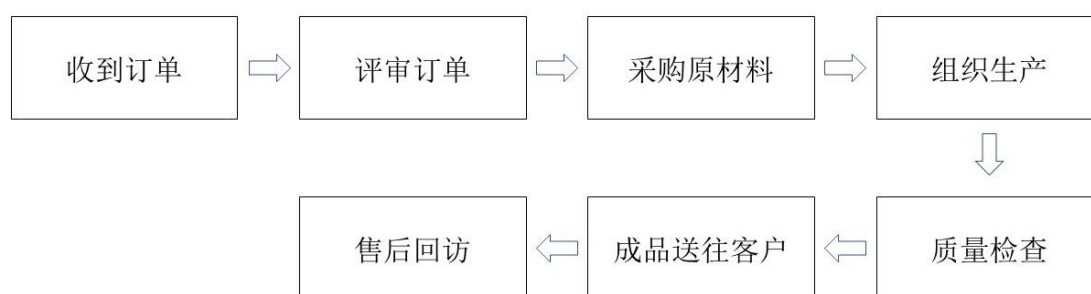 收到订单
评审订单
采购原材料
组织生产
质量检查
成品送往客户
售后回访